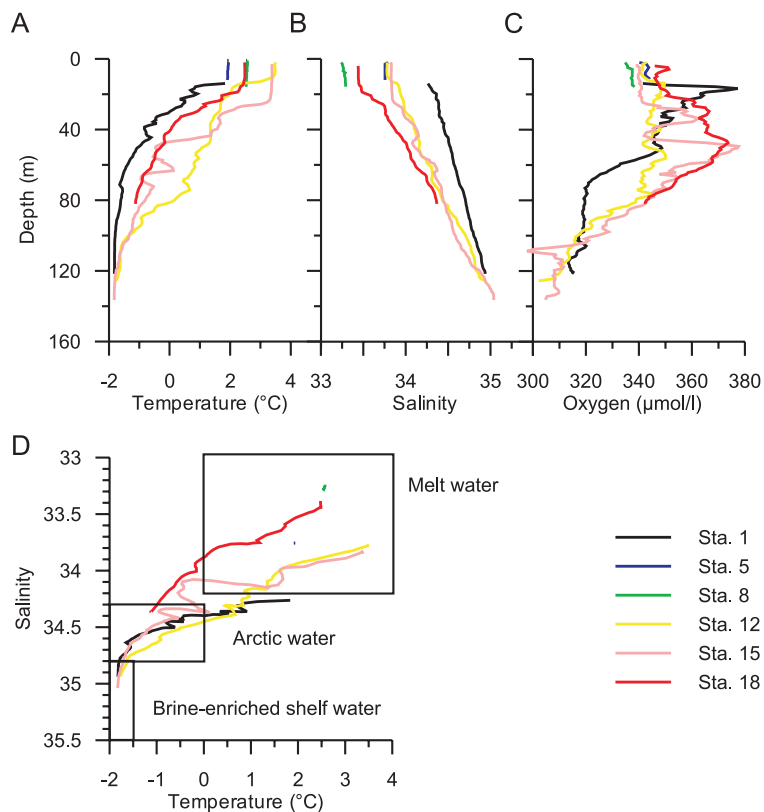 A
B
C
0
40
80
120
160
Depth (m)
-2
0
2
4
Temperature (°C)
33
34
35
Salinity
300
320
340
360
380
Oxygen (μmol/l)
D
33
33.5
34
34.5
35
35.5
Salinity
Melt water
Arctic water
Brine-enriched shelf water
-2
-1
0
1
2
3
4
Temperature (°C)
Sta. 1
Sta. 5
Sta. 8
Sta. 12
Sta. 15
Sta. 18